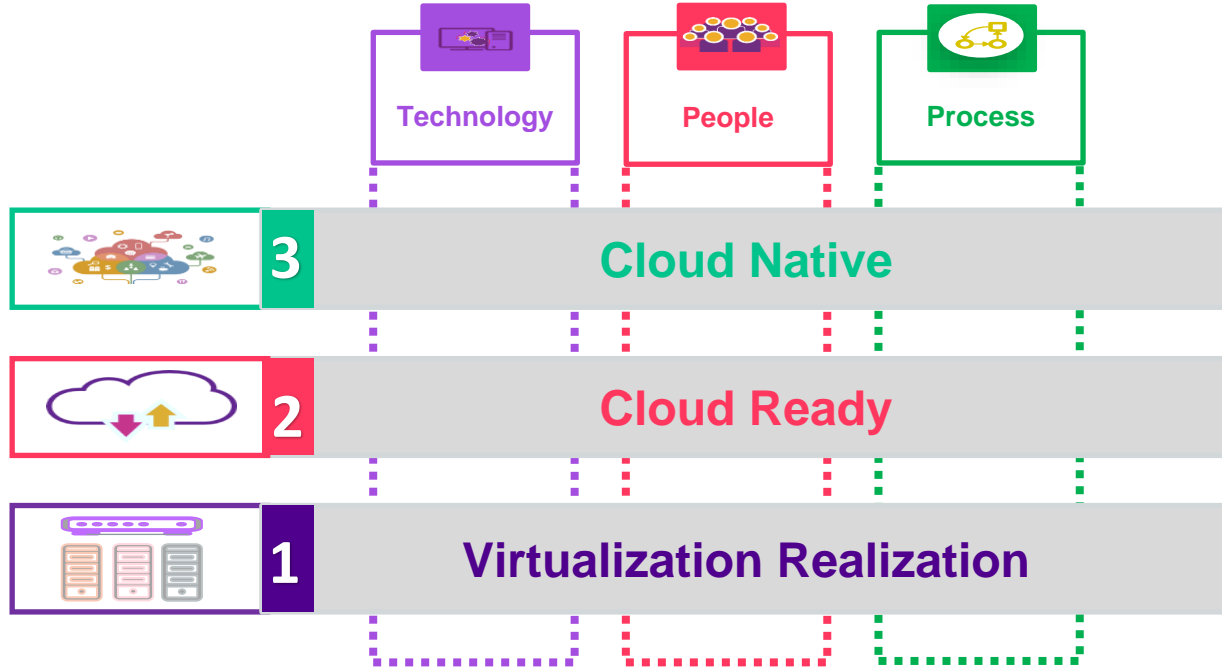 Technology
People
Process
3
Cloud Native
2
Cloud Ready
1
Virtualization Realization